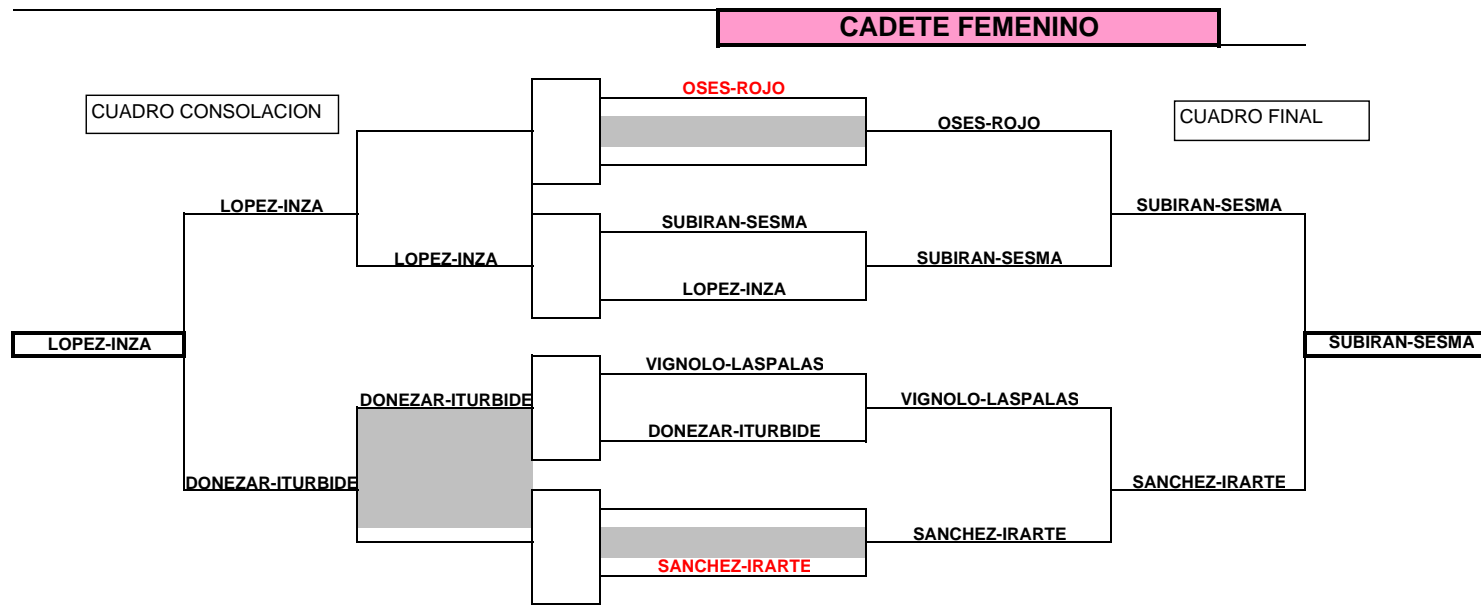 CADETE FEMENINO
OSES-ROJO
CUADRO CONSOLACION
OSES-ROJO
CUADRO FINAL
LOPEZ-INZA
SUBIRAN-SESMA
SUBIRAN-SESMA
LOPEZ-INZA
SUBIRAN-SESMA
LOPEZ-INZA
LOPEZ-INZA
SUBIRAN-SESMA
VIGNOLO-LASPALAS
DONEZAR-ITURBIDE
VIGNOLO-LASPALAS
DONEZAR-ITURBIDE
DONEZAR-ITURBIDE
SANCHEZ-IRARTE
SANCHEZ-IRARTE
SANCHEZ-IRARTE